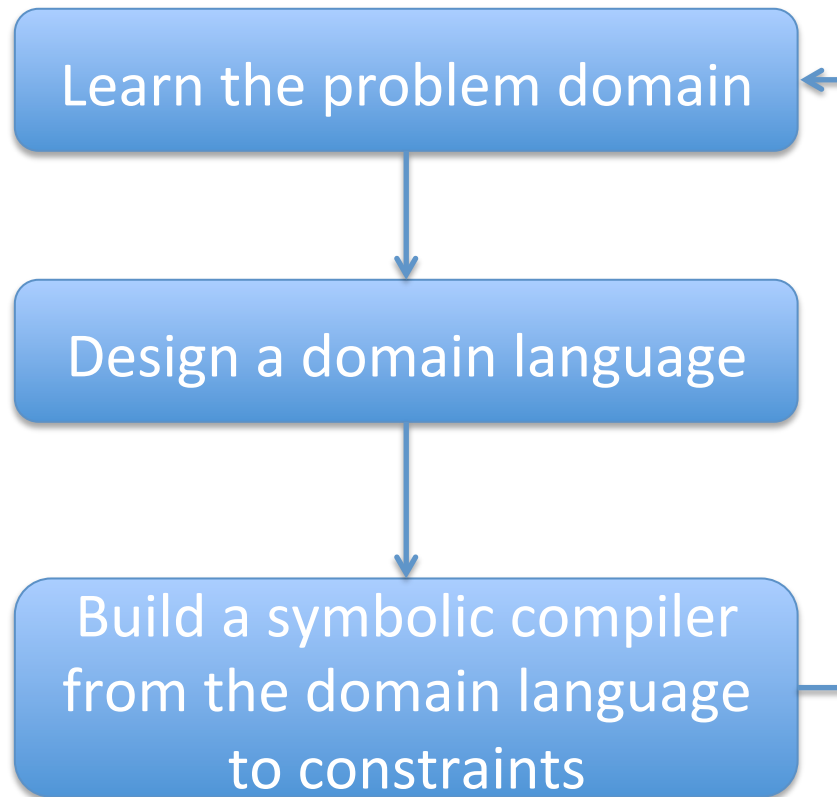 Learn the problem domain
Design a domain language
Build a symbolic compiler
from the domain language
to constraints